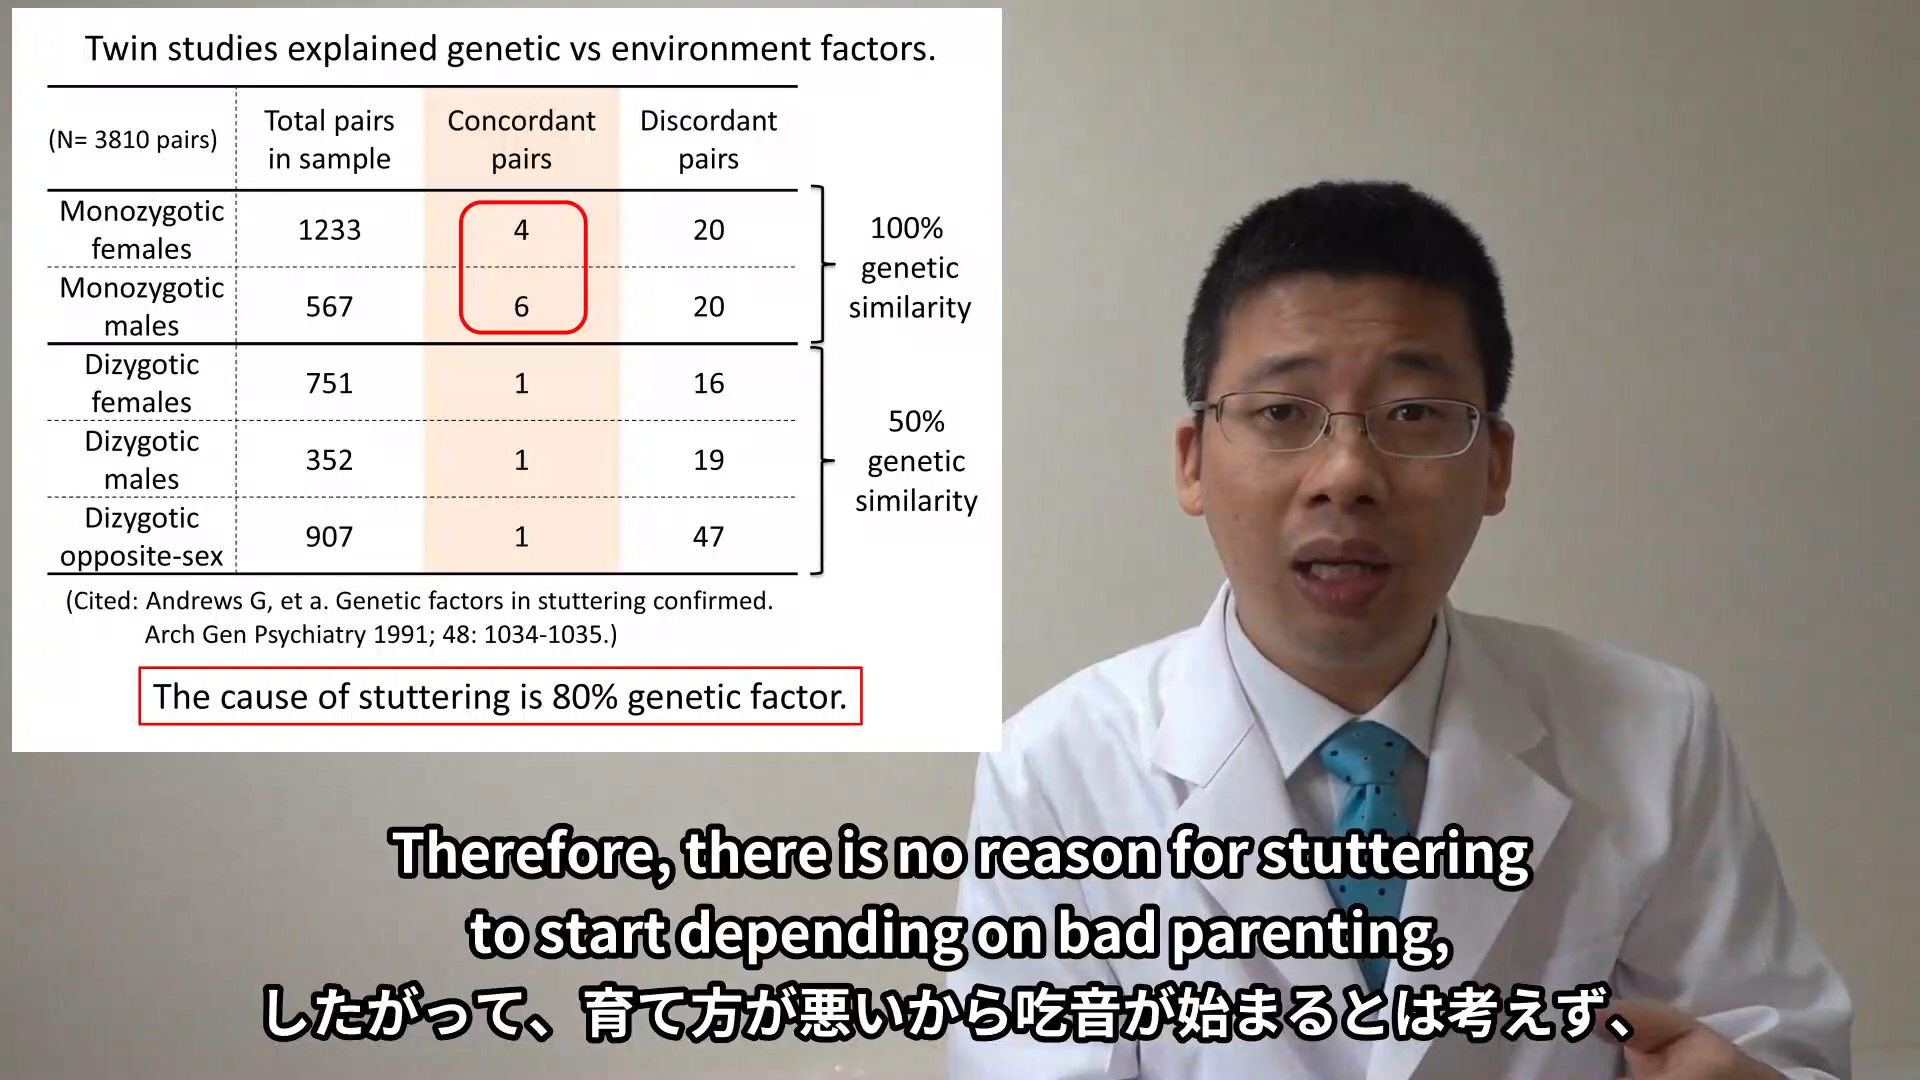 Twin studies explained genetic vs environment factors.
(N= 3810 pairs)
Total pairs
in sample
Concordant
pairs
Discordant
pairs
Monozygotic
females
1233
4
20
Monozygotic
males
567
6
20
100%
genetic
similarity
Dizygotic
females
751
1
16
Dizygotic
males
352
1
19
Dizygotic
opposite-sex
907
1
47
50%
genetic
similarity
(Cited: Andrews G, et a. Genetic factors in stuttering confirmed.
Arch Gen Psychiatry 1991; 48: 1034-1035.)
The cause of stuttering is 80% genetic factor.
Therefore, there is no reason for stuttering
to start depending on bad parenting,
したがって、育て方が悪いから吃音が始まるとは考えず、